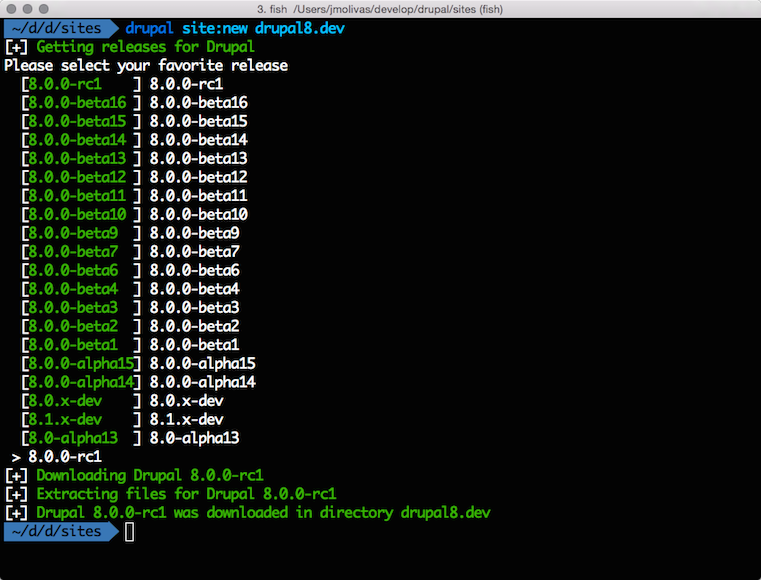 3. fish /Users/jmolivas/develop/drupal/sites (fish)
~/d/d/sites drupal site:new drupal8.dev
[+] Getting releases for Drupal
Please select your favorite release
[8.0.0-rc1    ] 8.0.0-rc1
[8.0.0-beta16 ] 8.0.0-beta16
[8.0.0-beta15 ] 8.0.0-beta15
[8.0.0-beta14 ] 8.0.0-beta14
[8.0.0-beta13 ] 8.0.0-beta13
[8.0.0-beta12 ] 8.0.0-beta12
[8.0.0-beta11 ] 8.0.0-beta11
[8.0.0-beta10 ] 8.0.0-beta10
[8.0.0-beta9  ] 8.0.0-beta9
[8.0.0-beta7  ] 8.0.0-beta7
[8.0.0-beta6  ] 8.0.0-beta6
[8.0.0-beta4  ] 8.0.0-beta4
[8.0.0-beta3  ] 8.0.0-beta3
[8.0.0-beta2  ] 8.0.0-beta2
[8.0.0-beta1  ] 8.0.0-beta1
[8.0.0-alpha15] 8.0.0-alpha15
[8.0.0-alpha14] 8.0.0-alpha14
[8.0.x-dev    ] 8.0.x-dev
[8.1.x-dev    ] 8.1.x-dev
[8.0-alpha13  ] 8.0-alpha13
> 8.0.0-rc1
[+] Downloading Drupal 8.0.0-rc1
[+] Extracting files for Drupal 8.0.0-rc1
[+] Drupal 8.0.0-rc1 was downloaded in directory drupal8.dev
~/d/d/sites